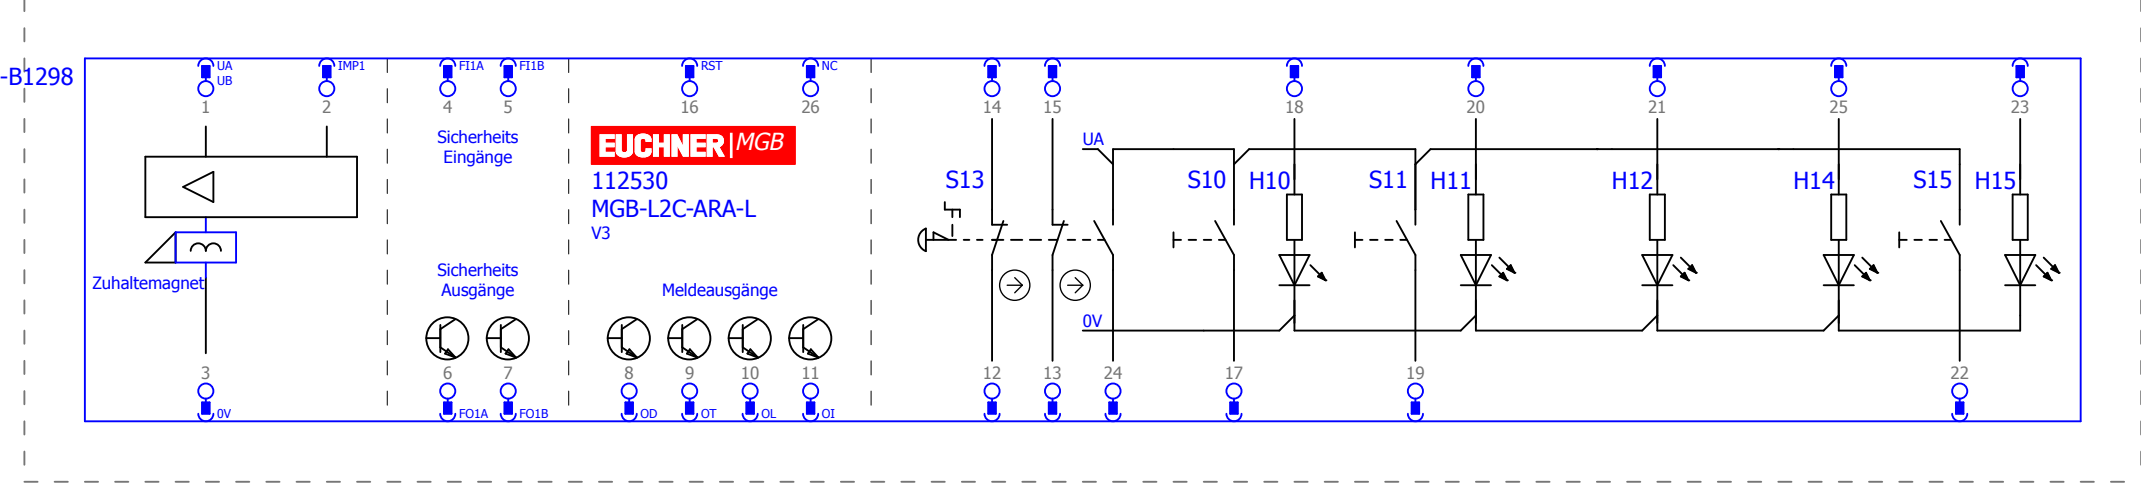 -B1298
UA
UB
IMP1
FI1A
FI1B
RST
NC
1
2
4
5
16
26
14
15
18
20
21
25
23
Sicherheits
Eingänge
EUCHNER|MGB
112530
MGB-L2C-ARA-L
V3
UA
S13
S10
H10
S11
H11
H12
H14
S15
H15
Zuhaltemagnet
Sicherheits
Ausgänge
Meldeausgänge
0V
3
6
7
8
9
10
11
12
13
24
17
19
22
0V
FO1A
FO1B
OD
OT
OL
OI